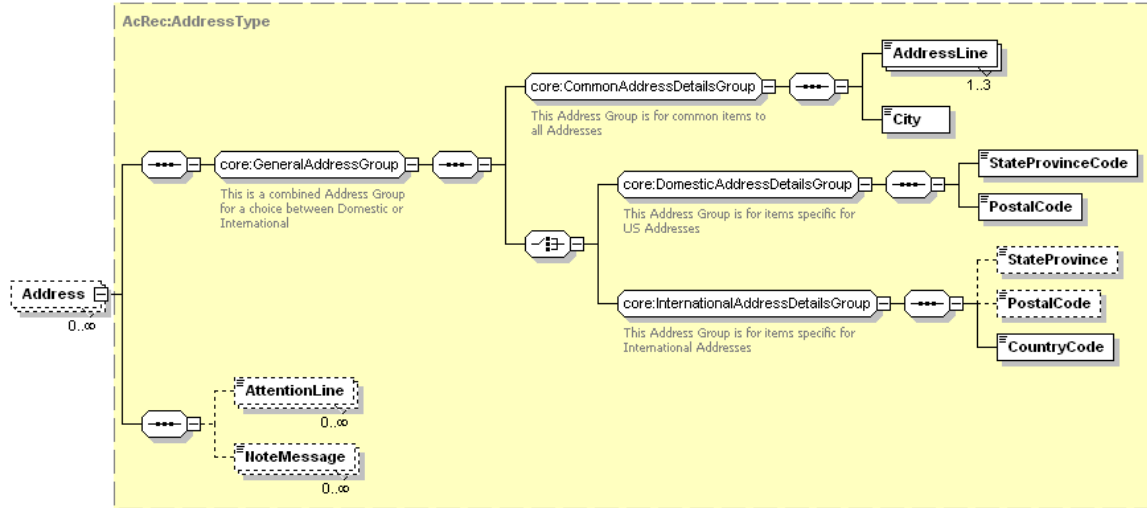 AcRec:AddressType
AddressLine
core:CommonAddressDetailsGroup
1..3
This Address Group is for common items to
all Addresses
City
core:GeneralAddressGroup
This is a combined Address Group
for a choice between Domestic or
International
StateProvinceCode
core:DomesticAddressDetailsGroup
This Address Group is for items specific for
US Addresses
PostalCode
StateProvince
core:InternationalAddressDetailsGroup
PostalCode
This Address Group is for items specific for
International Addresses
CountryCode
Address
0..∞
AttentionLine
0..∞
NoteMessage
0..∞